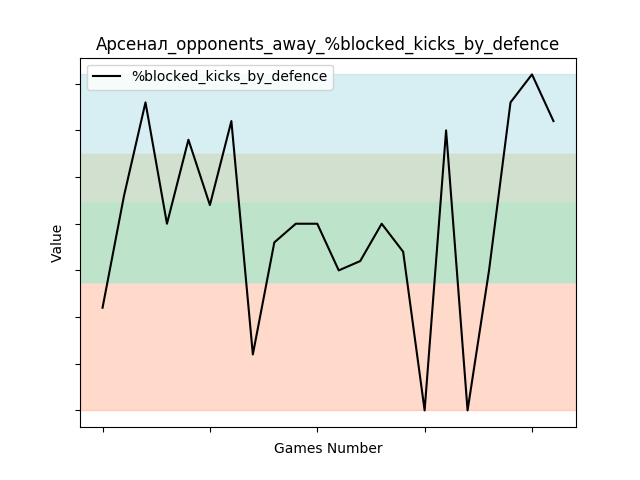 Арсенал_opponents_away_%blocked_kicks_by_defence
%blocked_kicks_by_defence
Value
Games Number